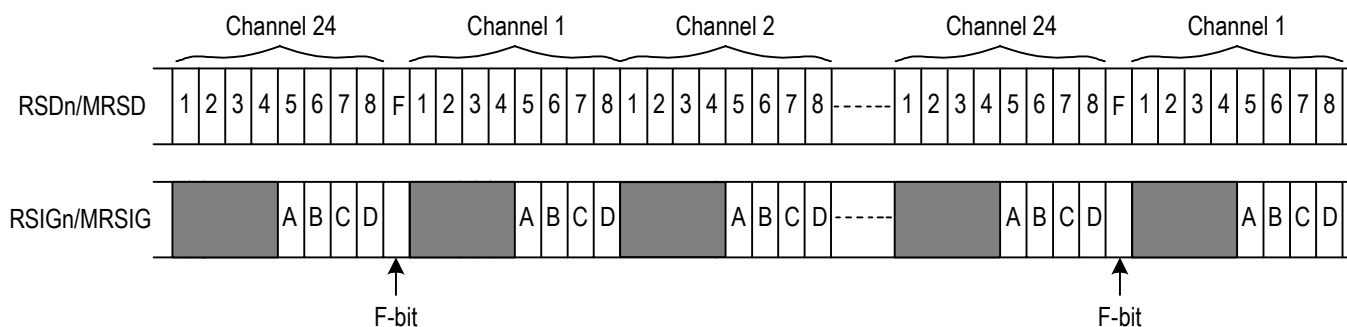 Channel 24 Channel 1 Channel 2 Channel 24 Channel 1
RSDn/MRSD 1 2 3 4 5 6 7 8 F 1 2 3 4 5 6 7 8 1 2 3 4 5 6 7 8 1 2 3 4 5 6 7 8 F 1 2 3 4 5 6 7 8
RSIGn/MRSIG A B C D A B C D A B C D A B C D A B C D
F-bit F-bit